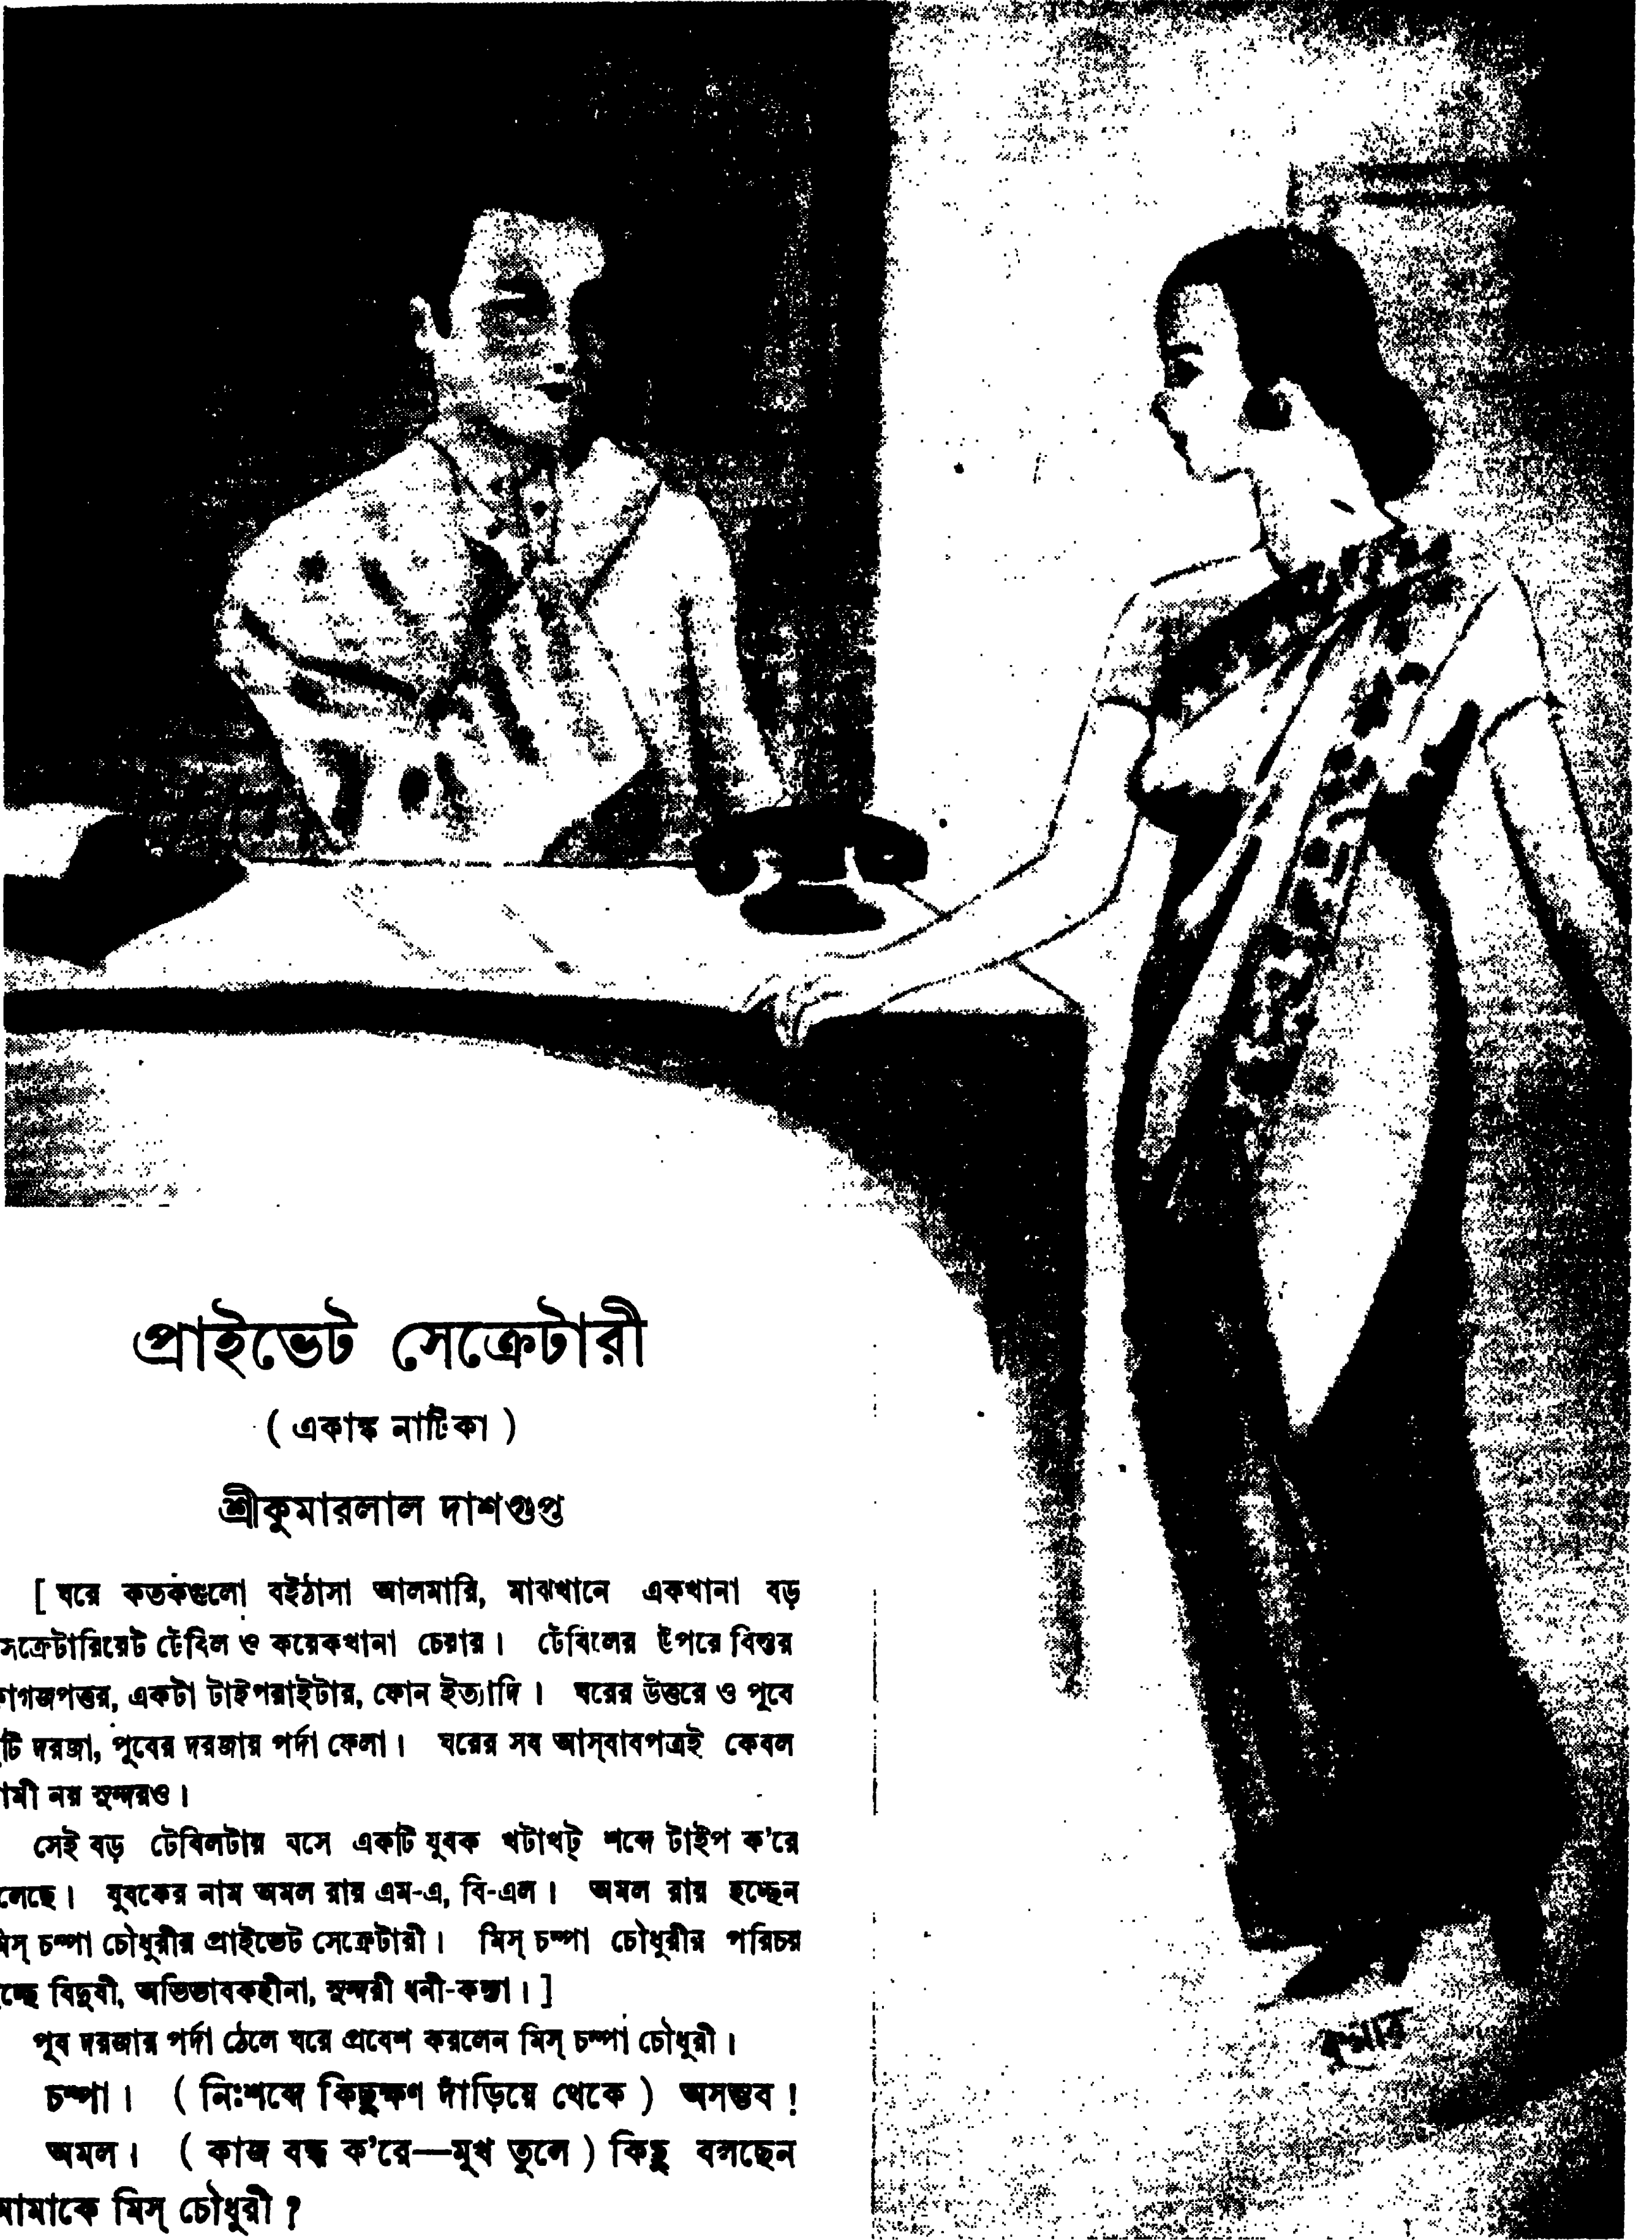 প্রাইভেট সেক্রেটারী
( একাঙ্ক নাটিকা )
শ্রীকুমারলাল দাশগুপ্ত
[ ঘরে কতকগুলো বইঠাসা আলমারি, মাঝখানে একখানা বড়
সেক্রেটারিয়েট টেবিল ও কয়েকখানা চেয়ার। টেবিলের উপরে বিস্তর
কাগজপত্তর, একটা টাইপরাইটার, ফোন ইত্যাদি। ঘরের উত্তরে ও পূবে
দুটি দরজা, পূবের দরজায় পর্দা ফেলা। ঘরের সব আস্‌বাবপত্রই কেবল
দামী নয় সুন্দরও।
সেই বড় টেবিলটায় বসে একটি যুবক খটাখট্ শব্দে টাইপ ক'রে
চলেছে। যুবকের নাম অমল রায় এম-এ, বি-এল। অমল রায় হচ্ছেন
মিস্ চম্পা চৌধুরীর প্রাইভেট সেক্রেটারী। মিস্ চম্পা চৌধুরীর পরিচয়
হচ্ছে বিদুষী, অভিভাবকহীনা, সুন্দরী ধনী-কন্যা। ]
পূব দরজার পর্দা ঠেলে ঘরে প্রবেশ করলেন মিস্ চম্পা চৌধুরী।
চম্পা। ( নিঃশব্দে কিছুক্ষণ দাঁড়িয়ে থেকে ) অসম্ভব !
অমল। ( কাজ বন্ধ ক'রে—মুখ তুলে ) কিছু বলছেন
আমাকে মিস্ চৌধুরী ?